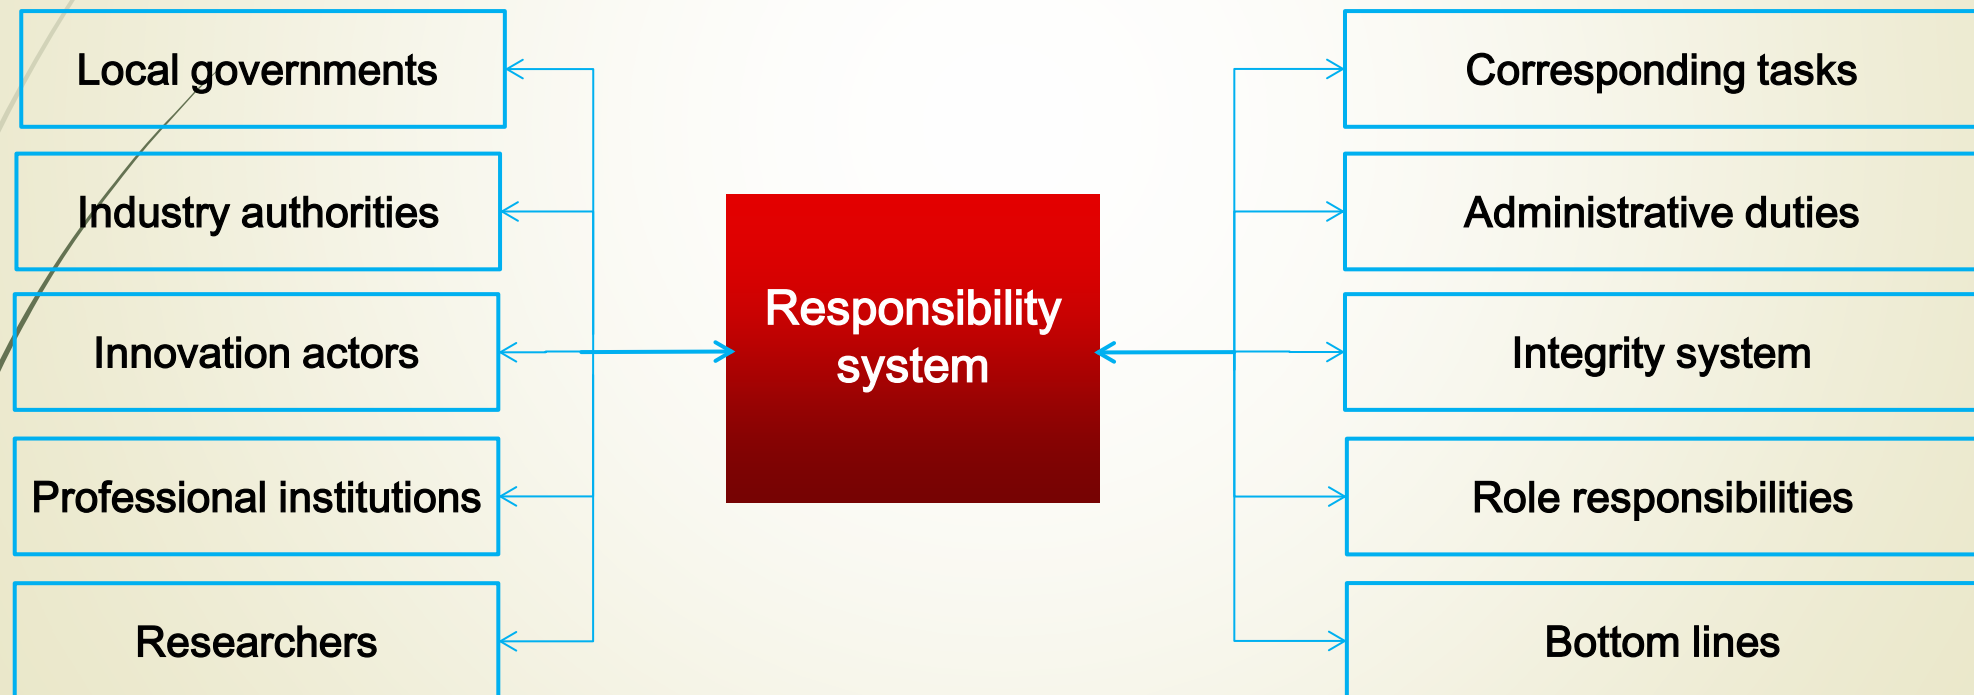 Local governments
Industry authorities
Innovation actors
Professional institutions
Researchers
Responsibility
system
Corresponding tasks
Administrative duties
Integrity system
Role responsibilities
Bottom lines